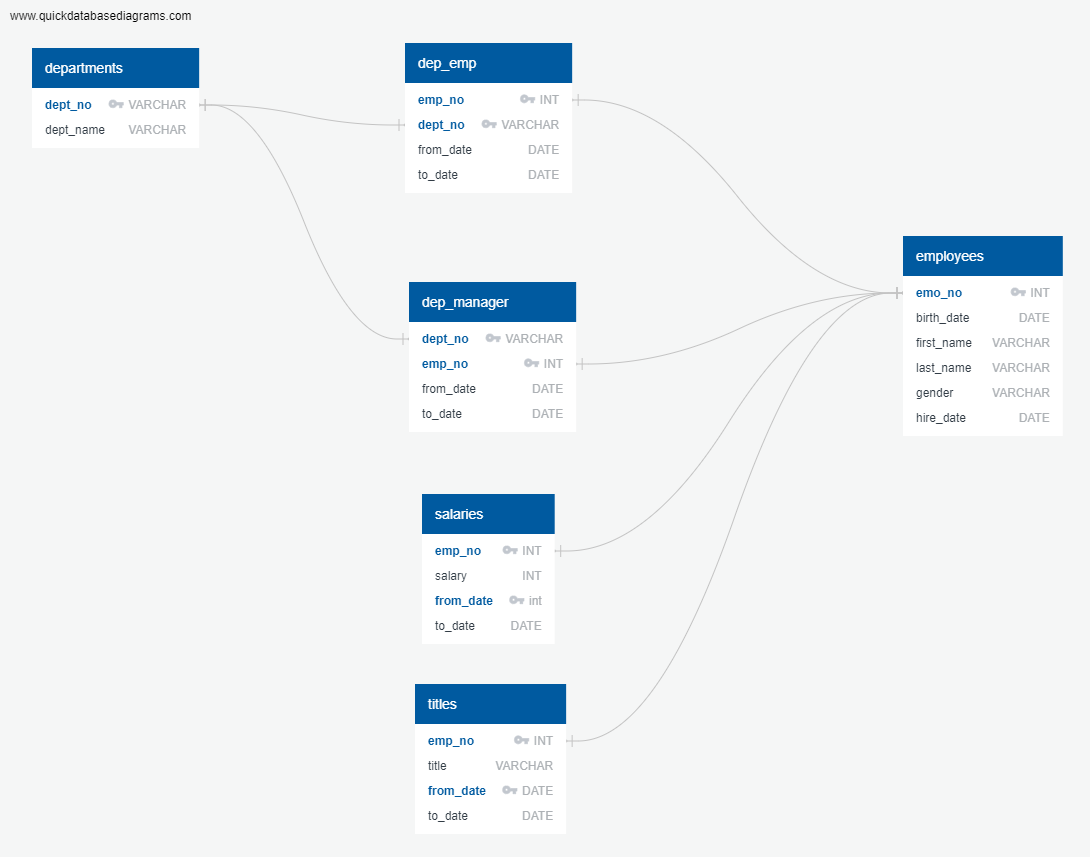 www.quickdatabasediagrams.com
departments
dept_no VARCHAR
dept_name VARCHAR
dep_emp
emp_no INT
dept_no VARCHAR
from_date DATE
to_date DATE
dep_manager
dept_no VARCHAR
emp_no INT
from_date DATE
to_date DATE
salaries
emp_no INT
salary INT
from_date int
to_date DATE
titles
emp_no INT
title VARCHAR
from_date DATE
to_date DATE
employees
emo_no INT
birth_date DATE
first_name VARCHAR
last_name VARCHAR
gender VARCHAR
hire_date DATE